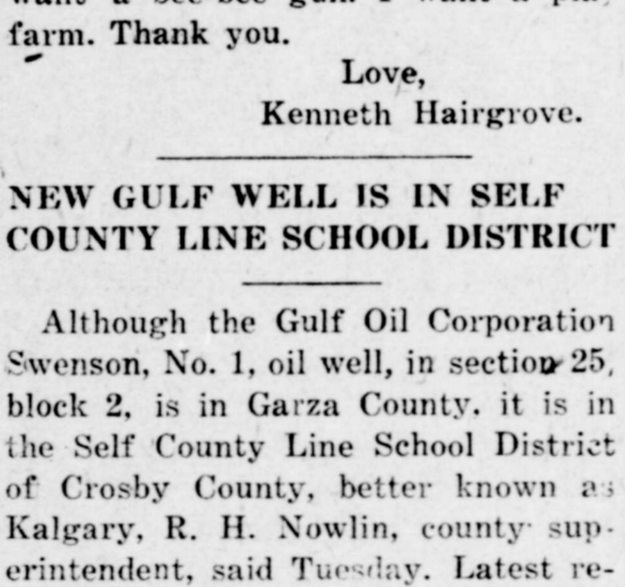 farm. Thank you.
Love,
Kenneth Hairgrove.
NEW GULF WELL IS IN SELF
COUNTY LINE SCHOOL DISTRICT
Although the Gulf Oil Corporation
Swenson, No. 1, oil well, in section 25,
block 2, is in Garza County, it is in
the Self County Line School District
of Crosby County, better known as
Kalgary, R. H. Nowlin, county sup-
erintendent, said Tuesday. Latest re-